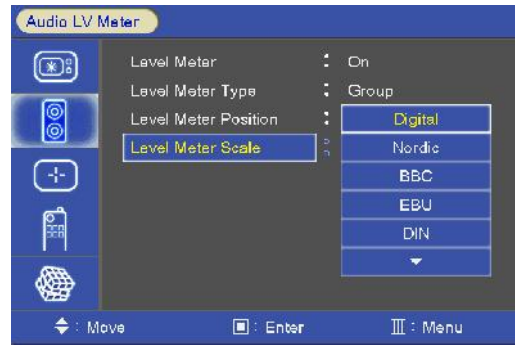 Audio LV Meter
Level Meter : On
Level Meter Type : Group
Level Meter Position : Digital
Level Meter Scale : Nordic
BBC
EBU
DIN
: Move : Enter : Menu